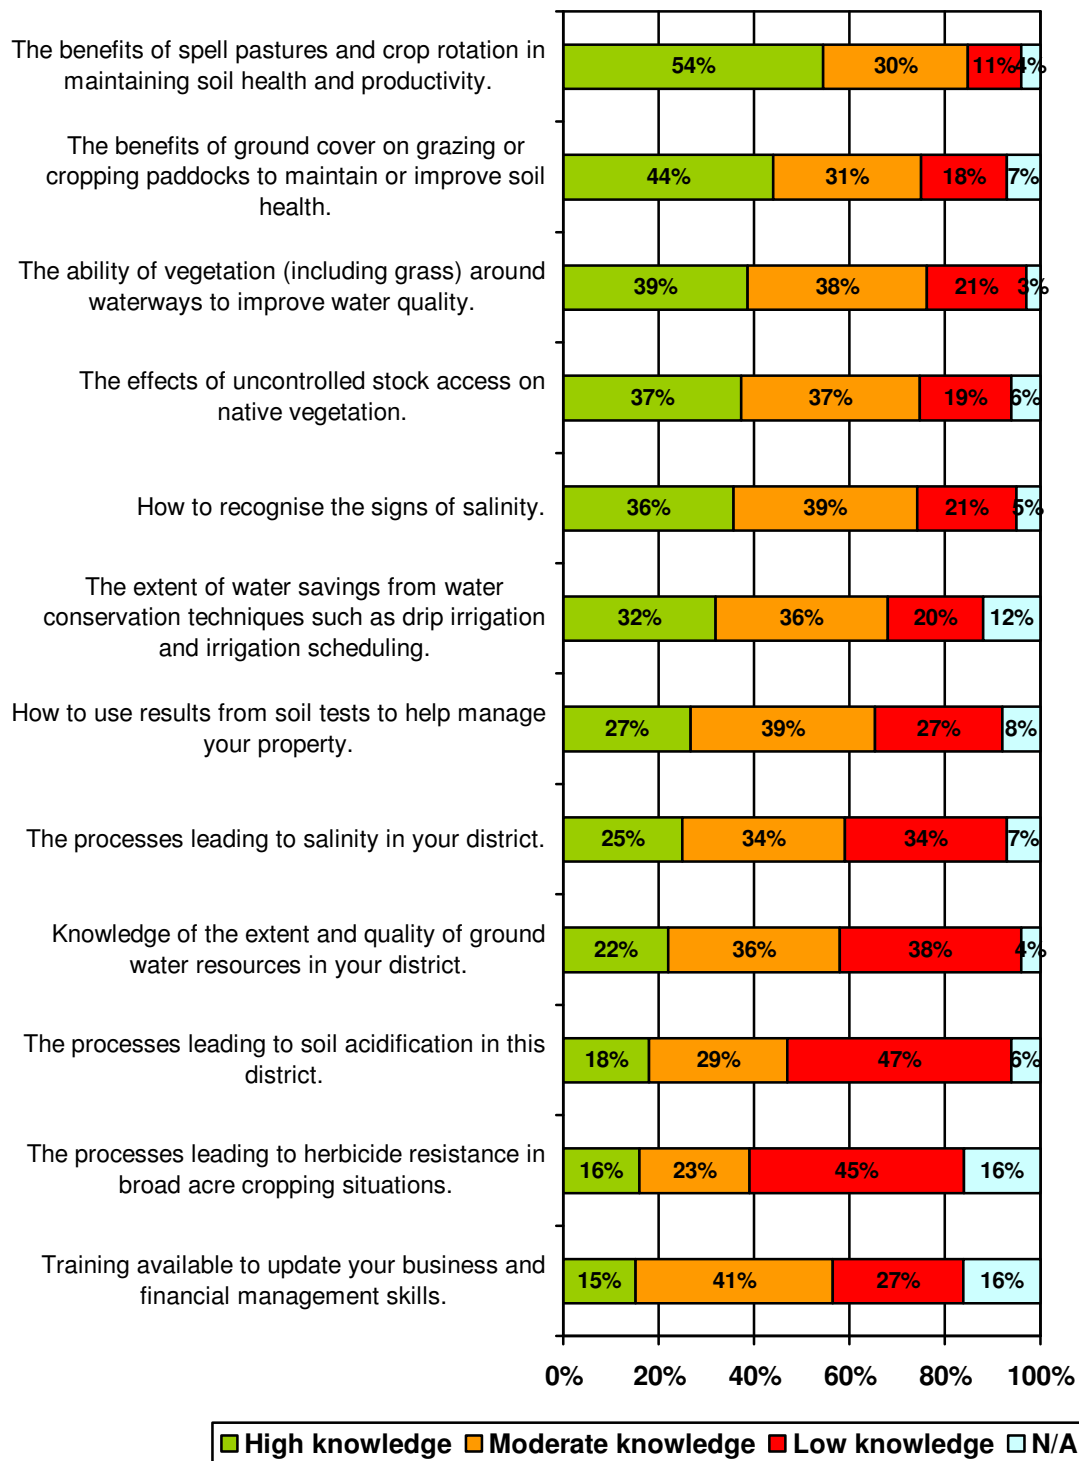 The benefits of spell pastures and crop rotation in
maintaining soil health and productivity.
54% 30% 11% 4%
The benefits of ground cover on grazing or
cropping paddocks to maintain or improve soil
health.
44% 31% 18% 7%
The ability of vegetation (including grass) around
waterways to improve water quality.
39% 38% 21% 3%
The effects of uncontrolled stock access on
native vegetation.
37% 37% 19% 6%
How to recognise the signs of salinity.
36% 39% 21% 5%
The extent of water savings from water
conservation techniques such as drip irrigation
and irrigation scheduling.
32% 36% 20% 12%
How to use results from soil tests to help manage
your property.
27% 39% 27% 8%
The processes leading to salinity in your district.
25% 34% 34% 7%
Knowledge of the extent and quality of ground
water resources in your district.
22% 36% 38% 4%
The processes leading to soil acidification in this
district.
18% 29% 47% 6%
The processes leading to herbicide resistance in
broad acre cropping situations.
16% 23% 45% 16%
Training available to update your business and
financial management skills.
15% 41% 27% 16%
0% 20% 40% 60% 80% 100%
High knowledge Moderate knowledge Low knowledge N/A